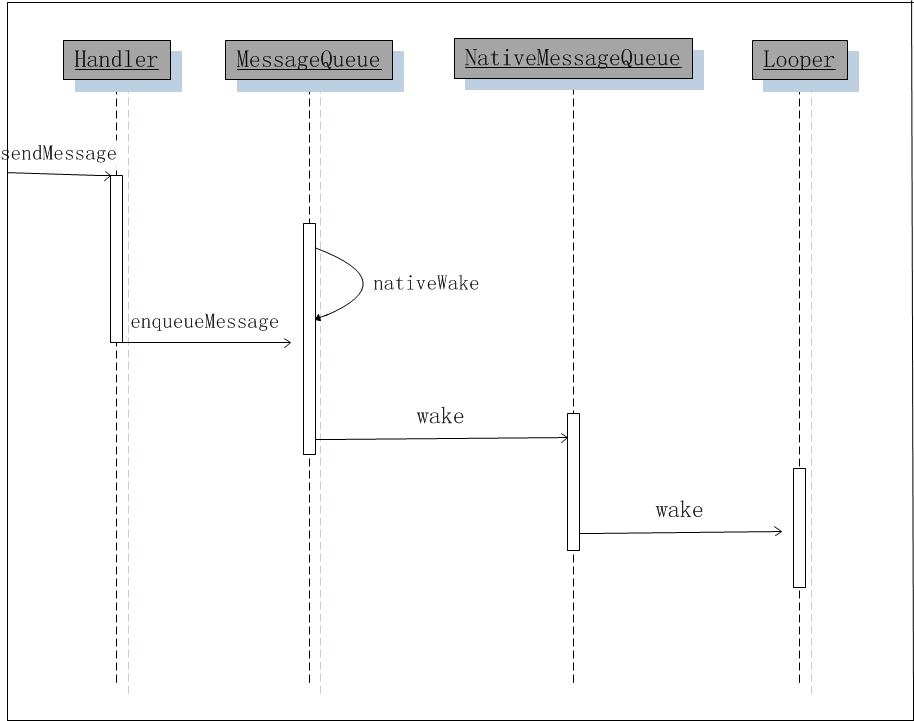 Handler
MessageQueue
NativeMessageQueue
Looper
sendMessage
nativeWake
enqueueMessage
wake
wake